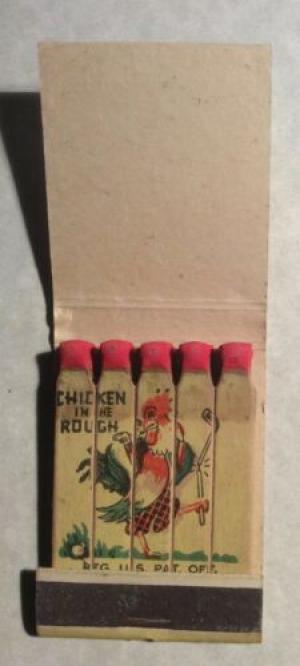 CHICKEN
IN THE
ROUGH
REG. U.S. PAT. OFF.